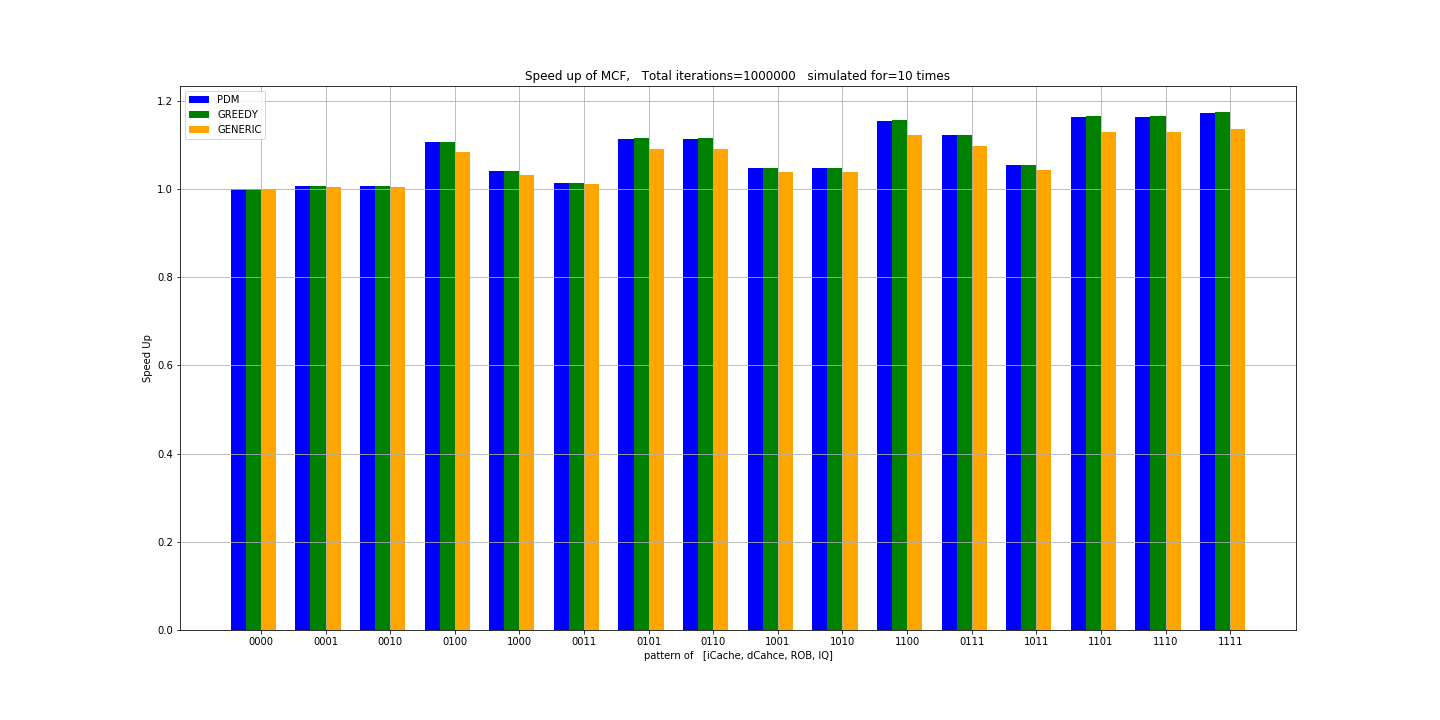 Speed up of MCF,   Total iterations=1000000   simulated for=10 times
PDM
GREEDY
GENERIC
1.2
1.0
0.8
0.6
0.4
0.2
0.0
Speed Up
0000 0001 0010 0100 1000 0011 0101 0110 1001 1010 1100 0111 1011 1101 1110 1111
pattern of   [iCache, dCahce, ROB, IQ]